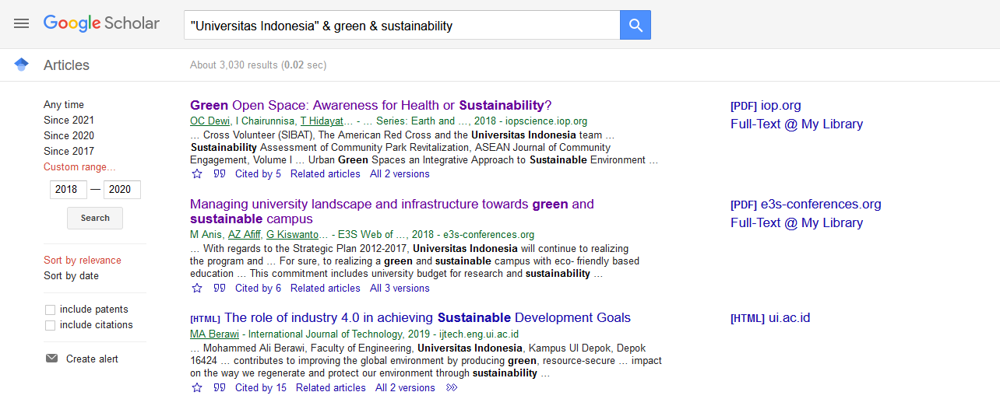 Google Scholar
"Universitas Indonesia" & green & sustainability
Articles
About 3,030 results (0.02 sec)
Any time
Since 2021
Since 2020
Since 2017
Custom range...
2018 — 2020
Search
Sort by relevance
Sort by date
include patents
include citations
Create alert
Green Open Space: Awareness for Health or Sustainability?
OC Dewi, I Chairunnisa, T Hidayat… - … Series: Earth and …, 2018 - iopscience.iop.org
… Cross Volunteer (SIBAT), The American Red Cross and the Universitas Indonesia team …
Sustainability Assessment of Community Park Revitalization, ASEAN Journal of Community
Engagement, Volume I … Urban Green Spaces an Integrative Approach to Sustainable Environment …
Cited by 5 Related articles All 2 versions
[PDF] iop.org
Full-Text @ My Library
Managing university landscape and infrastructure towards green and
sustainable campus
M Anis, AZ Afiff, G Kiswanto… - E3S Web of …, 2018 - e3s-conferences.org
… With regards to the Strategic Plan 2012-2017, Universitas Indonesia will continue to realizing
the program and … For sure, to realizing a green and sustainable campus with eco- friendly based
education … This commitment includes university budget for research and sustainability …
Cited by 6 Related articles All 3 versions
[PDF] e3s-conferences.org
Full-Text @ My Library
[HTML] The role of industry 4.0 in achieving Sustainable Development Goals
MA Berawi - International Journal of Technology, 2019 - ijtech.eng.ui.ac.id
… Mohammed Ali Berawi, Faculty of Engineering, Universitas Indonesia, Kampus UI Depok, Depok
16424 … contributes to improving the global environment by producing green, resource-secure … impact
on the way we regenerate and protect our environment through sustainability …
Cited by 15 Related articles All 2 versions
[HTML] ui.ac.id